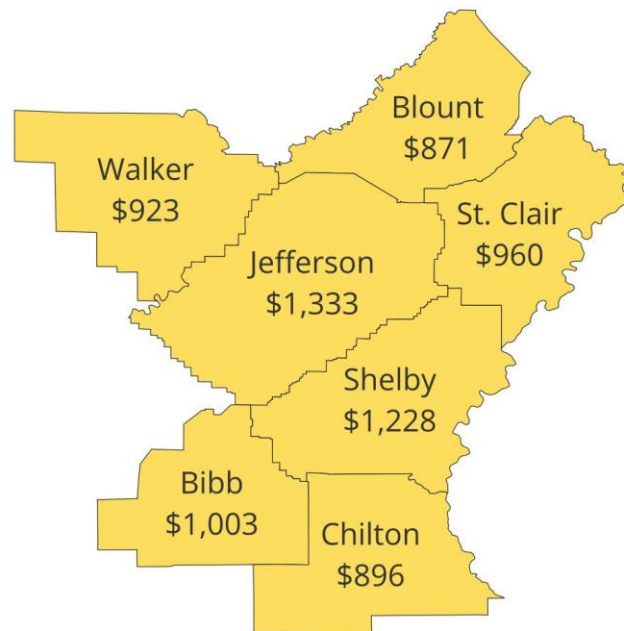 Blount
$871
Walker
$923
St. Clair
$960
Jefferson
$1,333
Shelby
$1,228
Bibb
$1,003
Chilton
$896